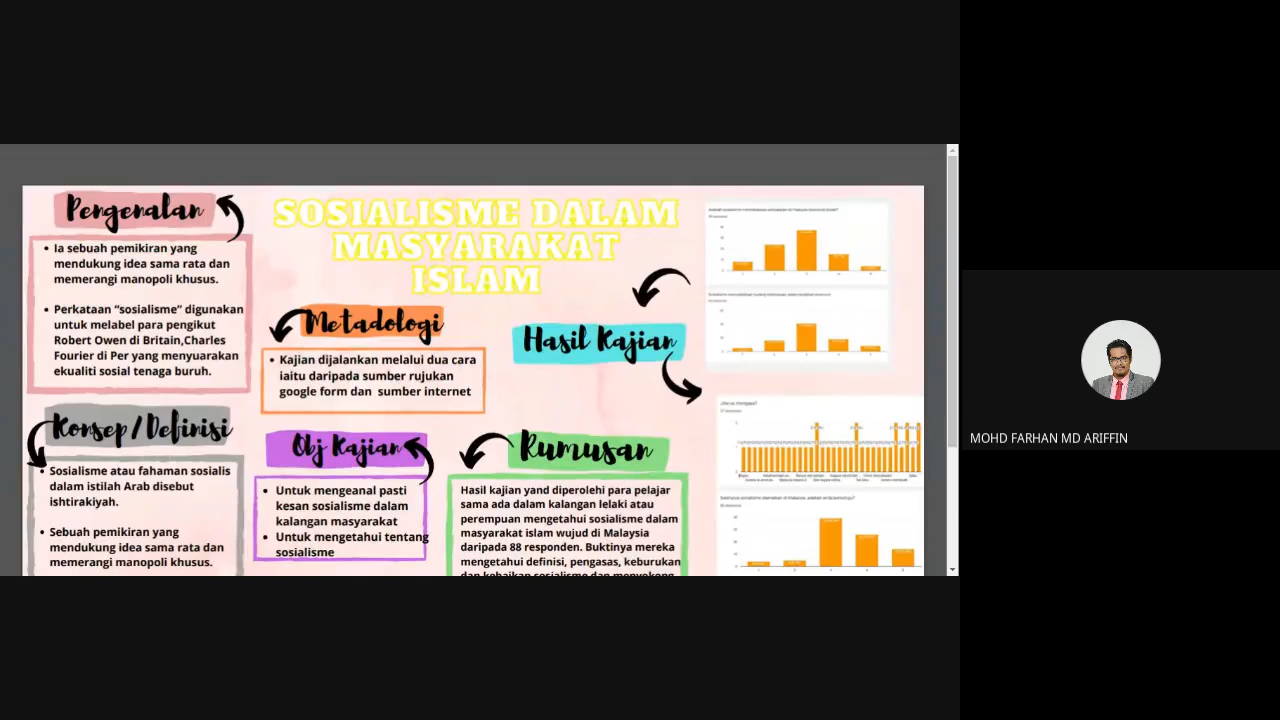 Pengenalan
Ia sebuah pemikiran yang
mendukung idea sama rata dan
memerangi manopoli khusus.
Perkataan “sosialisme” digunakan
untuk melabel para pengikut
Robert Owen di Britain,Charles
Fourier di Per yang menyuarakan
ekualiti sosial tenaga buruh.
Konsep/Definisi
Sosialisme atau fahaman sosialis
dalam istilah Arab disebut
ishtirakiyah.
Sebuah pemikiran yang
mendukung idea sama rata dan
memerangi manopoli khusus.
SOSIALISME DALAM
MASYARAKAT
ISLAM
Metadologi
Kajian dijalankan melalui dua cara
iaitu daripada sumber rujukan
google form dan sumber internet
Obj Kajian
Untuk mengeanal pasti
kesan sosialisme dalam
kalangan masyarakat
Untuk mengetahui tentang
sosialisme
Hasil Kajian
Rumusan
Hasil kajian yand diperolehi para pelajar
sama ada dalam kalangan lelaki atau
perempuan mengetahui sosialisme dalam
masyarakat islam wujud di Malaysia
daripada 88 responden. Buktinya mereka
mengetahui definisi, pengasas, keburukan
dan kebaikan sosialisme dan menyokong
MOHD FARHAN MD ARIFFIN